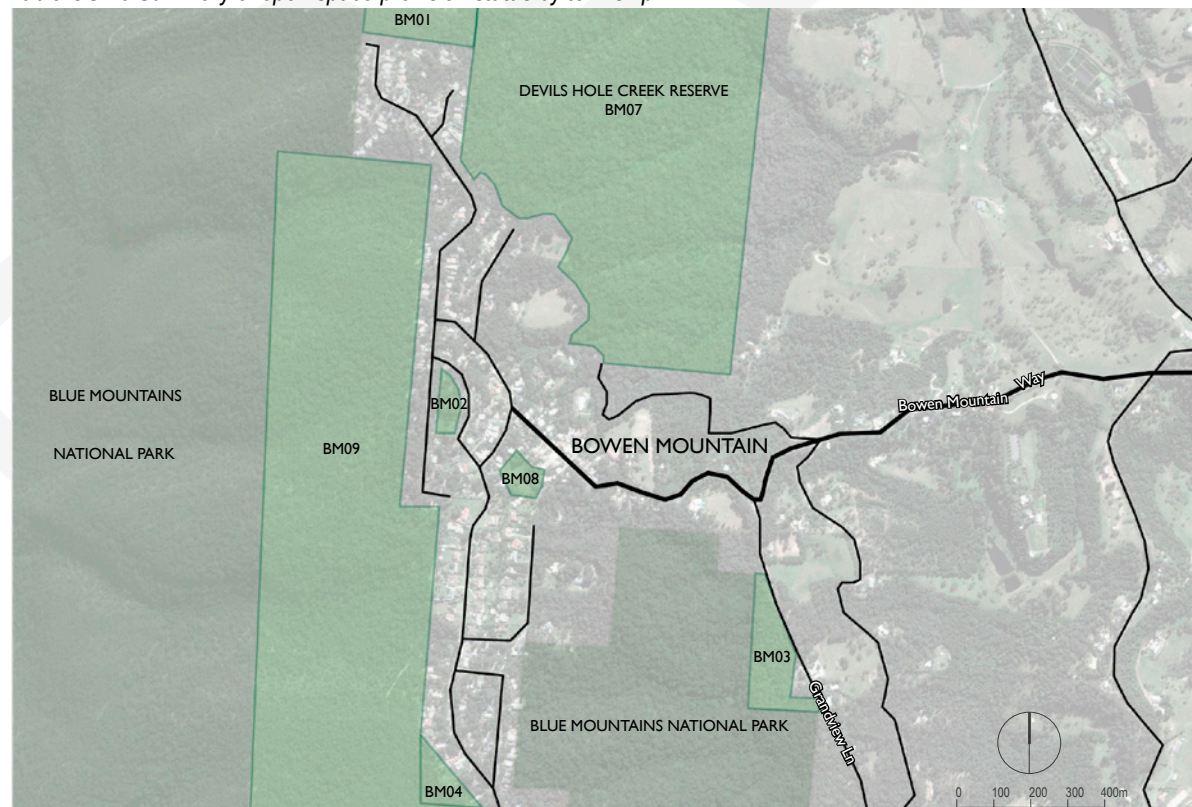 BM01
DEVILS HOLE CREEK RESERVE
BM07
BLUE MOUNTAINS
NATIONAL PARK
BM09
BM02
BM08
BOWEN MOUNTAIN
Bowen Mountain Way
BM03
BLUE MOUNTAINS NATIONAL PARK
Grandview Ln
BM04
0 100 200 300 400m